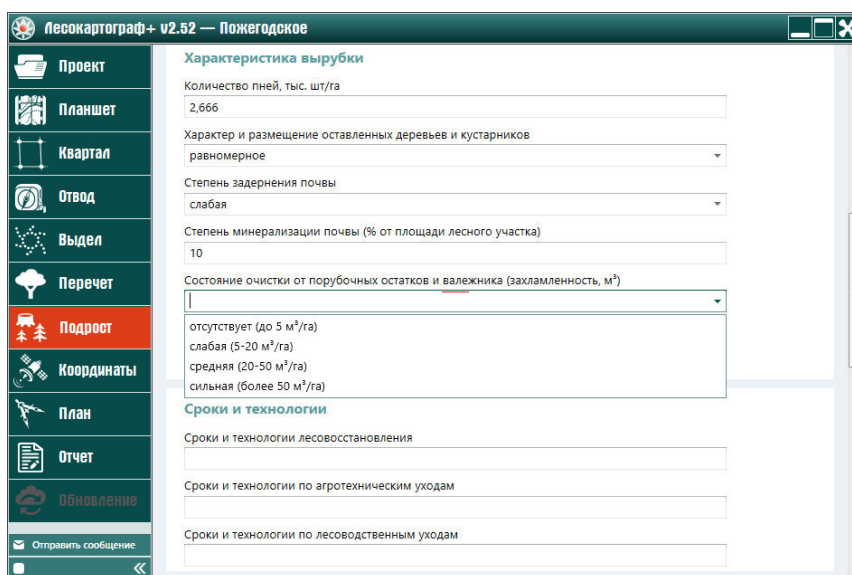 Лесокартограф+ v2.52 — Пожегодское
Проект
Планшет
Квартал
Отвод
Выдел
Перечет
Подрост
Координаты
План
Отчет
Обновление
Отправить сообщение
Характеристика вырубки
Количество пней, тыс. шт/га
2,666
Характер и размещение оставленных деревьев и кустарников
равномерное
Степень задернения почвы
слабая
Степень минерализации почвы (% от площади лесного участка)
10
Состояние очистки от порубочных остатков и валежника (захламленность, м³)
отсутствует (до 5 м³/га)
слабая (5-20 м³/га)
средняя (20-50 м³/га)
сильная (более 50 м³/га)
Сроки и технологии
Сроки и технологии лесовосстановления
Сроки и технологии по агротехническим уходам
Сроки и технологии по лесоводственным уходам